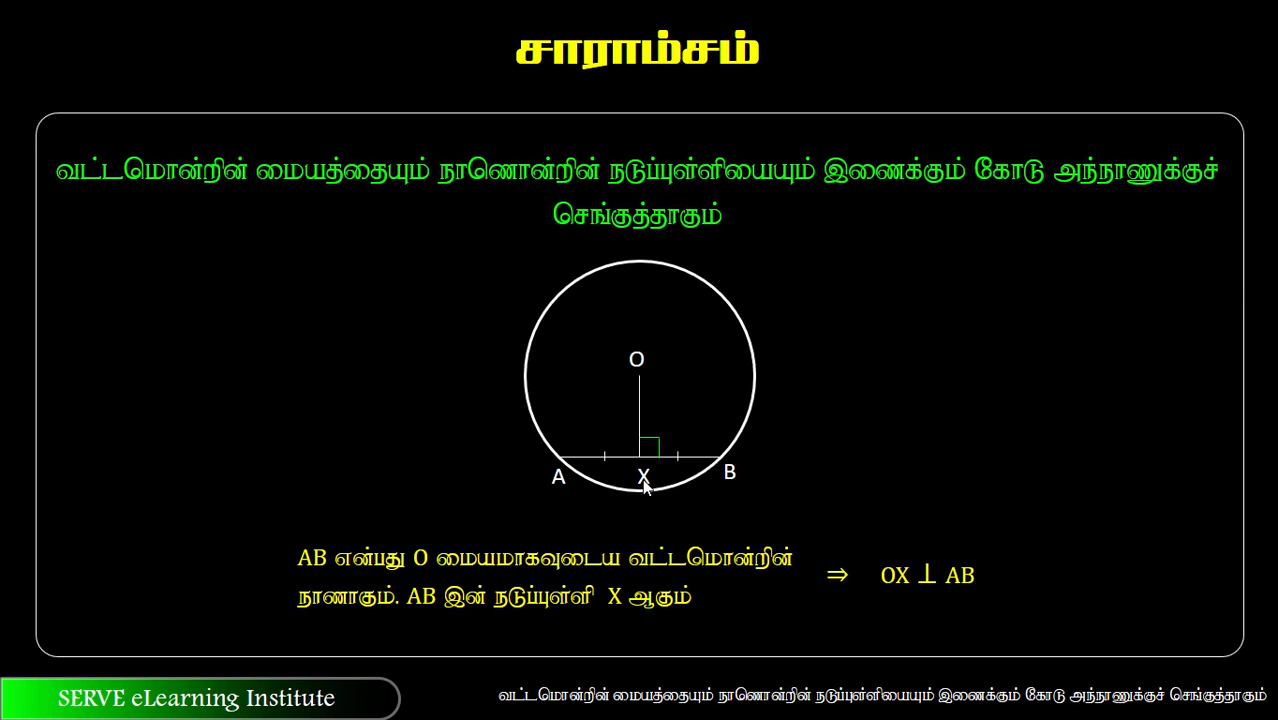 சாராம்சம்
வட்டமொன்றின் மையத்தையும் நாணொன்றின் நடுப்புள்ளியையும் இணைக்கும் கோடு அந்நாணுக்குச்
செங்குத்தாகும்
O
A
X
B
AB என்பது O மையமாகவுடைய வட்டமொன்றின்
நாணாகும். AB இன் நடுப்புள்ளி X ஆகும்
⇒ OX ⊥ AB
SERVE eLearning Institute
வட்டமொன்றின் மையத்தையும் நாணொன்றின் நடுப்புள்ளியையும் இணைக்கும் கோடு அந்நாணுக்குச் செங்குத்தாகும்